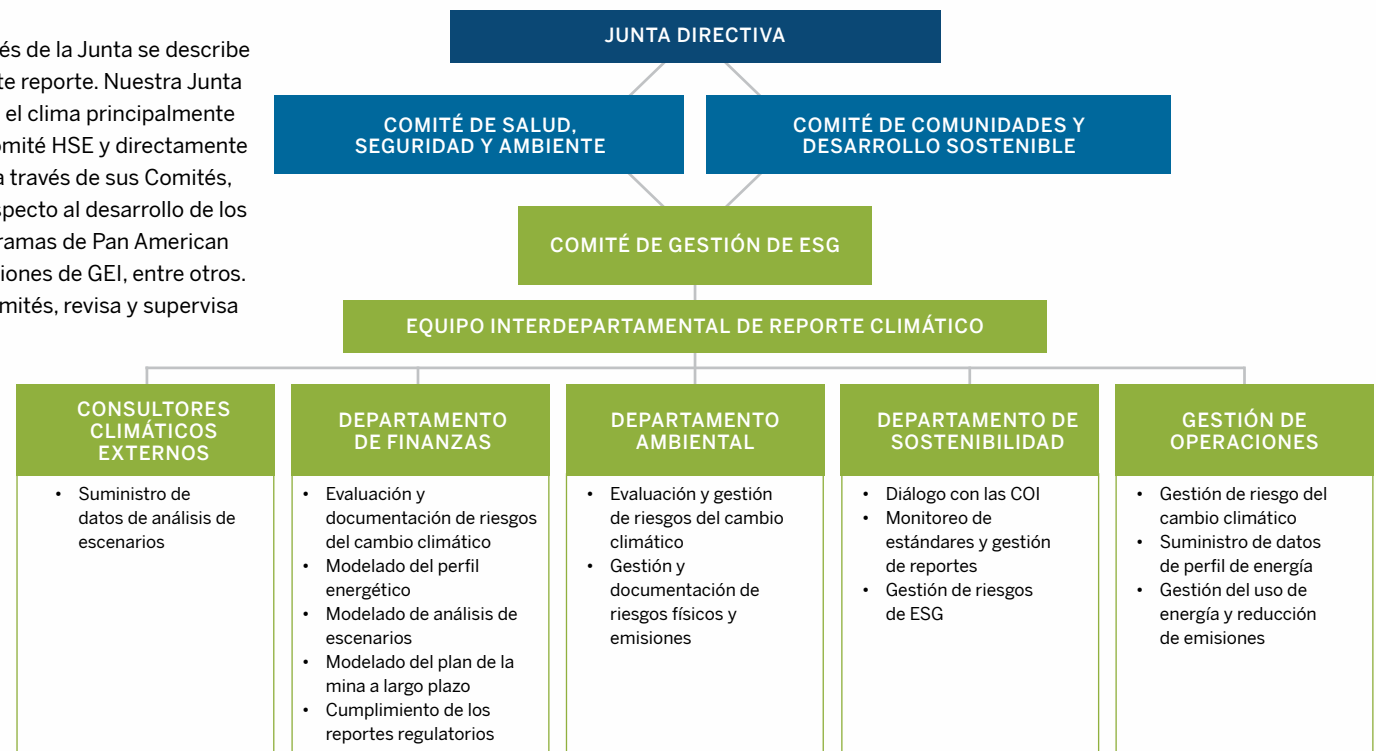 és de la Junta se describe
te reporte. Nuestra Junta
el clima principalmente
omité HSE y directamente
a través de sus Comités,
specto al desarrollo de los
ramas de Pan American
iones de GEI, entre otros.
mités, revisa y supervisa
JUNTA DIRECTIVA
COMITÉ DE SALUD,
SEGURIDAD Y AMBIENTE
COMITÉ DE COMUNIDADES Y
DESARROLLO SOSTENIBLE
COMITÉ DE GESTIÓN DE ESG
EQUIPO INTERDEPARTAMENTAL DE REPORTE CLIMÁTICO
CONSULTORES
CLIMÁTICOS
EXTERNOS
• Suministro de
datos de análisis de
escenarios
DEPARTAMENTO
DE FINANZAS
• Evaluación y
documentación de riesgos
del cambio climático
• Modelado del perfil
energético
• Modelado de análisis de
escenarios
• Modelado del plan de la
mina a largo plazo
• Cumplimiento de los
reportes regulatorios
DEPARTAMENTO
AMBIENTAL
• Evaluación y gestión
de riesgos del cambio
climático
• Gestión y
documentación de
riesgos físicos y
emisiones
DEPARTAMENTO DE
SOSTENIBILIDAD
• Diálogo con las COI
• Monitoreo de
estándares y gestión
de reportes
• Gestión de riesgos
de ESG
GESTIÓN DE
OPERACIONES
• Gestión de riesgo del
cambio climático
• Suministro de datos
de perfil de energía
• Gestión del uso de
energía y reducción
de emisiones